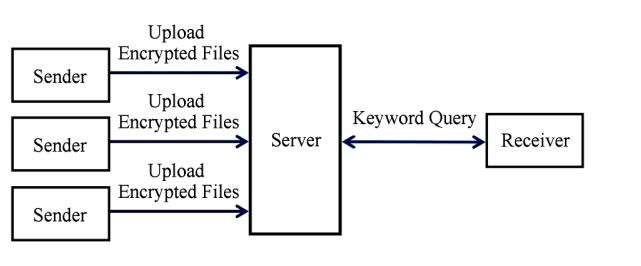 Upload
Encrypted Files
Sender
Upload
Encrypted Files
Sender
Upload
Encrypted Files
Sender
Server
Keyword Query
Receiver